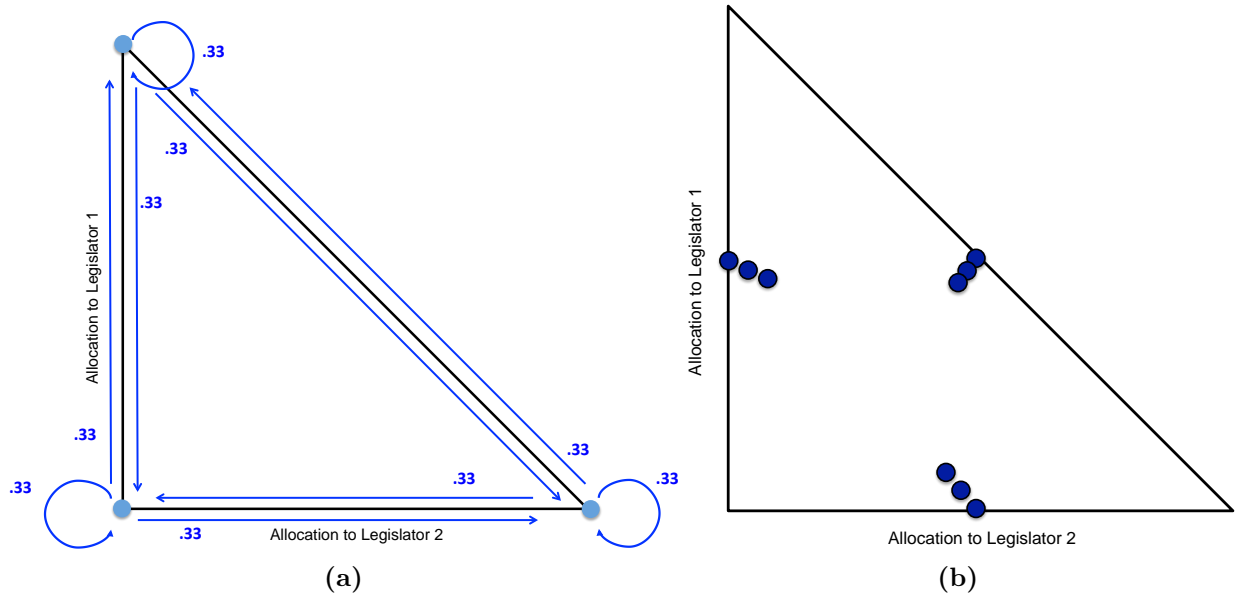 .33
.33
.33
Allocation to Legislator 1
.33
.33
.33
.33
.33
.33
Allocation to Legislator 2
(a)
Allocation to Legislator 1
Allocation to Legislator 2
(b)